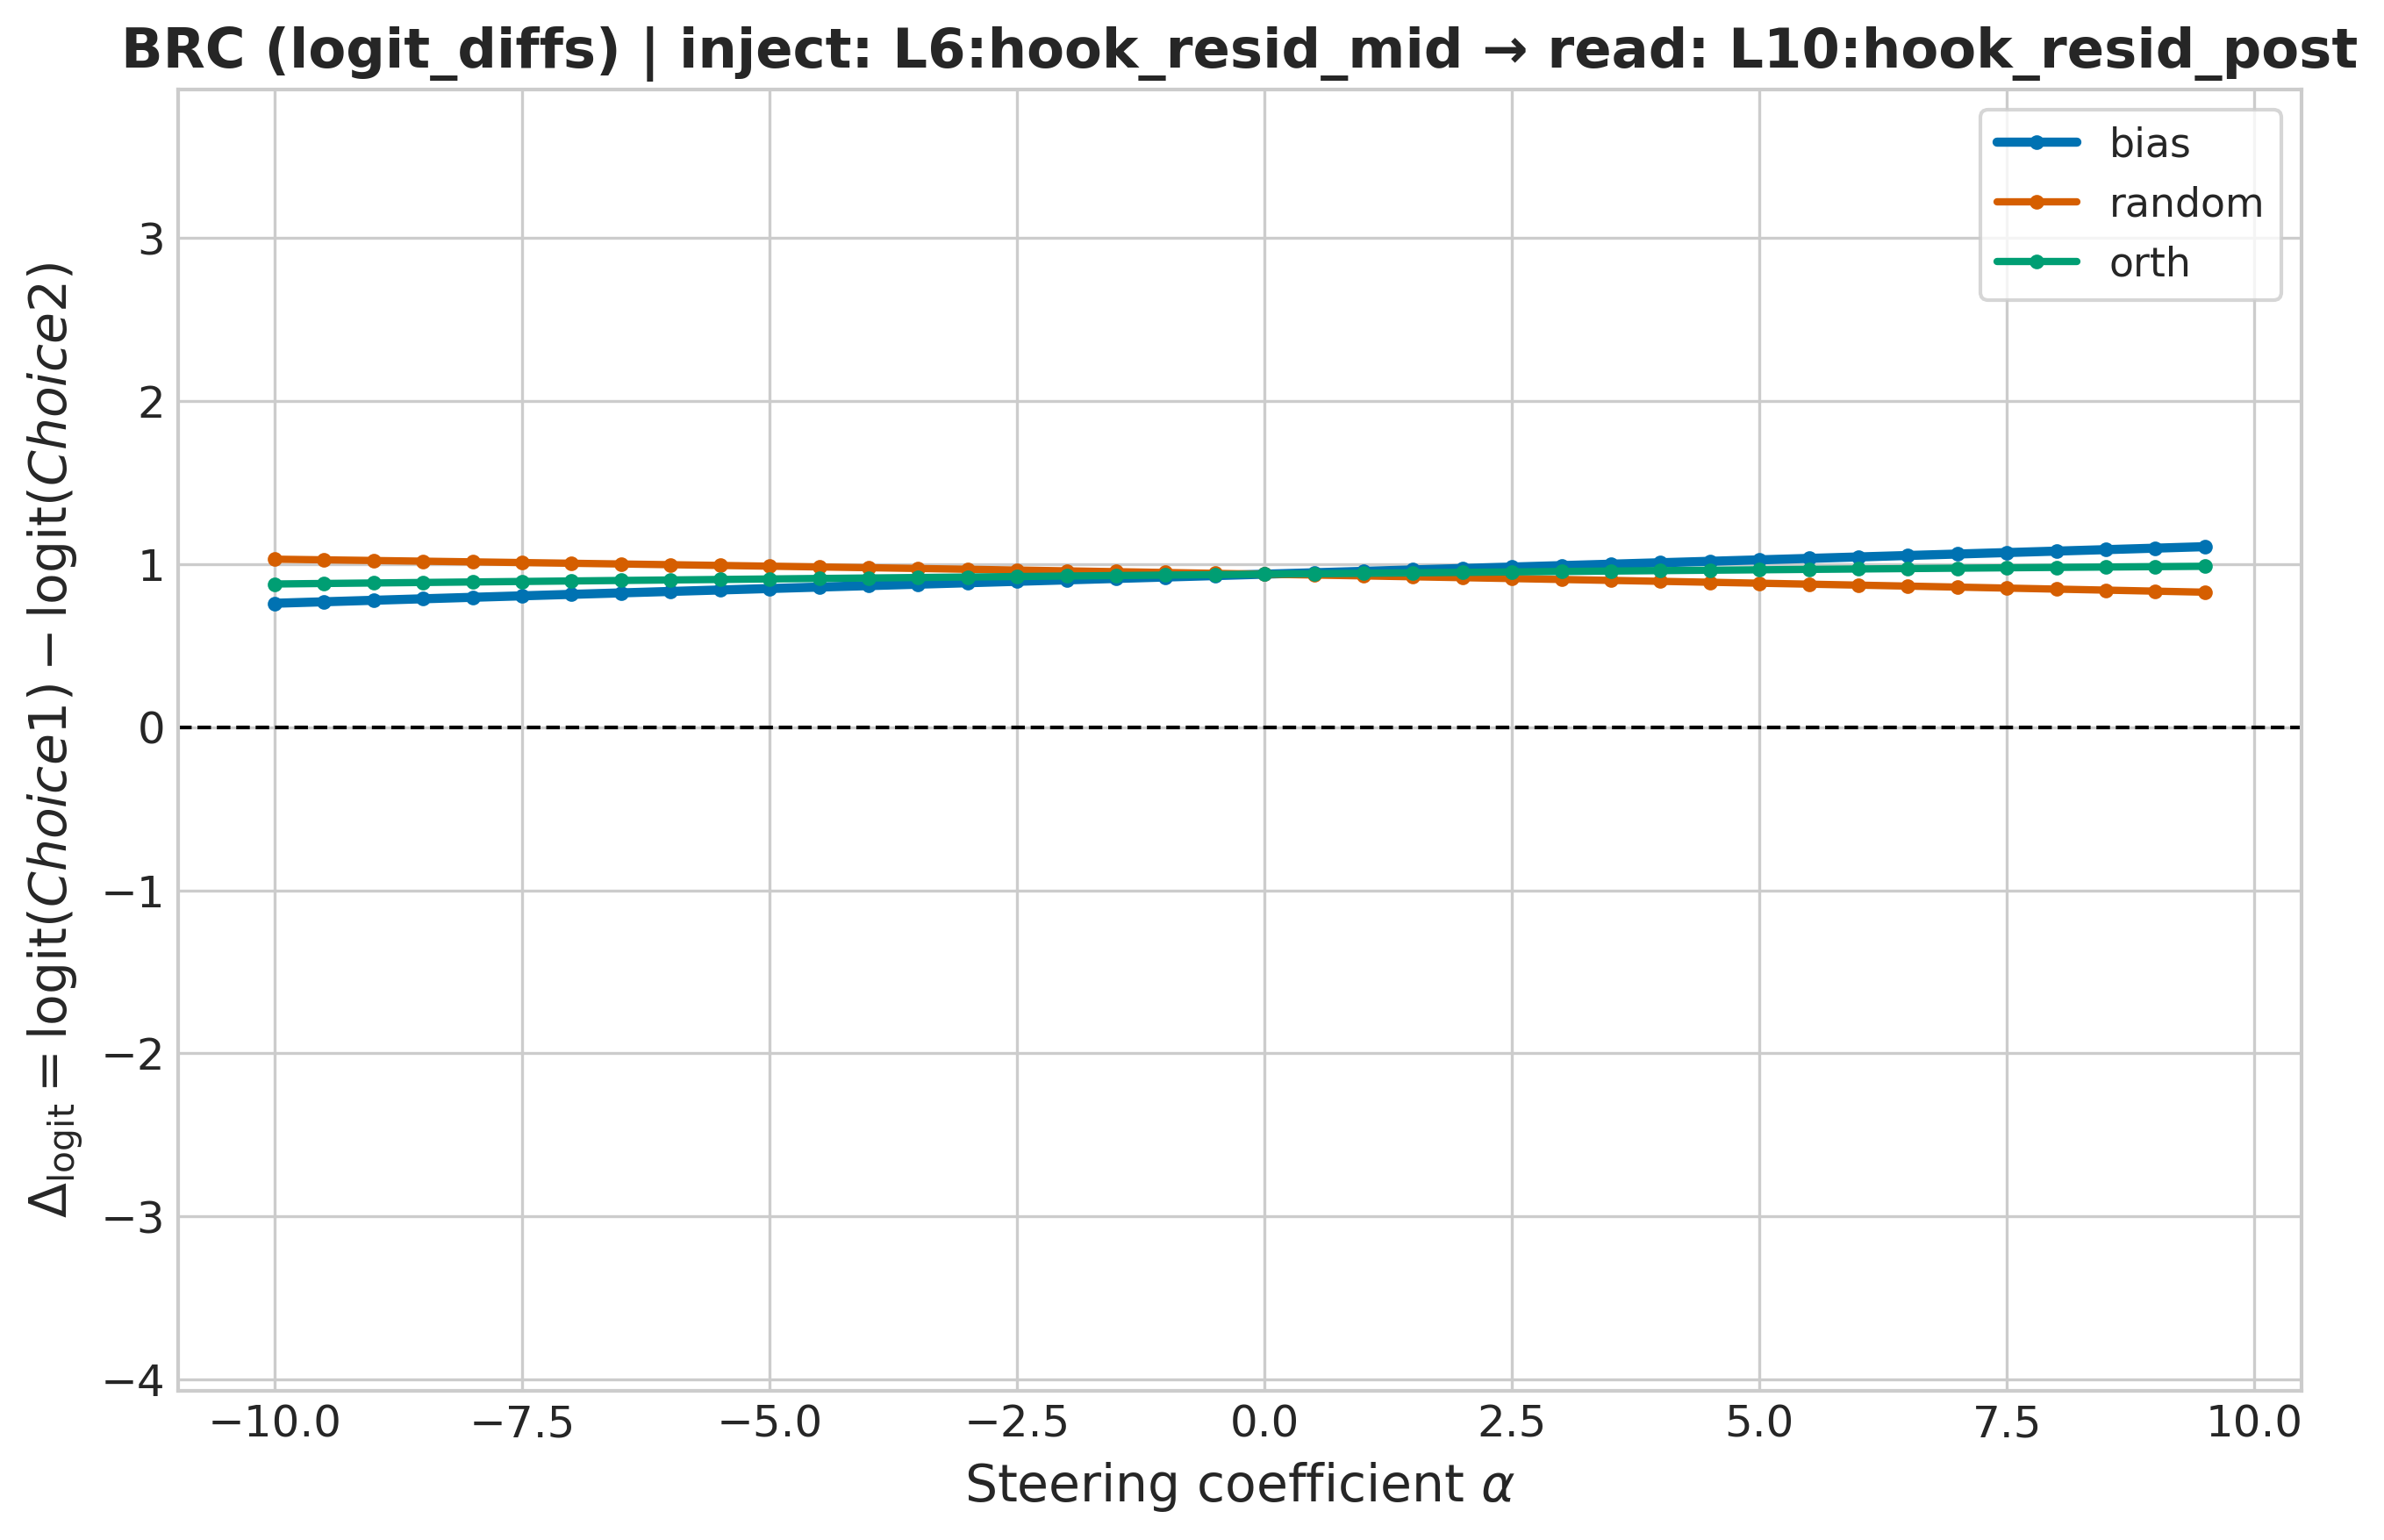 BRC (logit_diffs) | inject: L6:hook_resid_mid → read: L10:hook_resid_post
Δlogit = logit(Choice1) − logit(Choice2)
3
2
1
0
−1
−2
−3
−4
bias
random
orth
−10.0 −7.5 −5.0 −2.5 0.0 2.5 5.0 7.5 10.0
Steering coefficient α